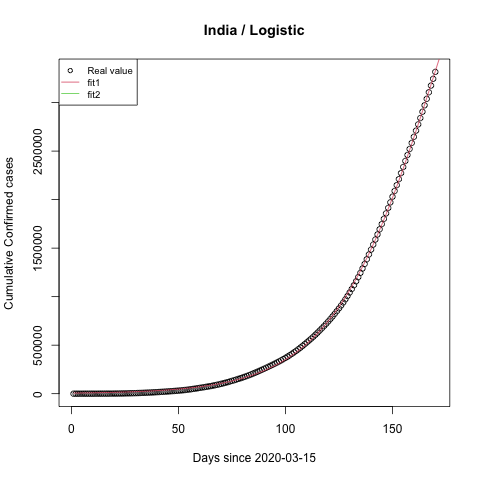 India / Logistic
Real value
fit1
fit2
Cumulative Confirmed cases
2500000
1500000
500000
0
0
50
100
150
Days since 2020-03-15